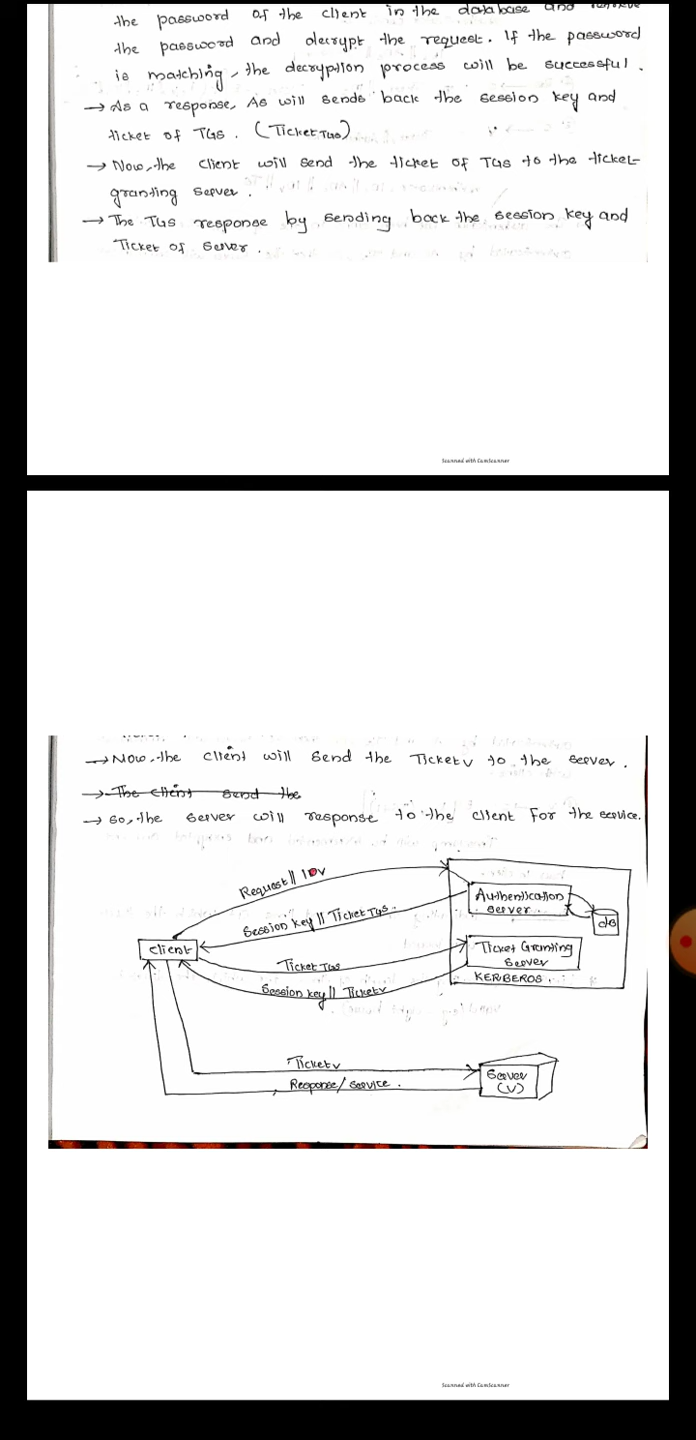 the password of the client in the database and
the password and decrypt the request. If the password
is matching, the decryption process will be successful.
→ As a response, As will sends back the session key and
ticket of TGS. (Ticket TGS)
→ Now, the client will send the ticket of TGS to the ticket-
granting server.
→ The TGS response by sending back the session key and
Ticket of Server.
Scanned with CamScanner
→ Now, the client will send the Ticket v to the server.
→ The client send the
→ so, the server will response to the client for the service.
Request || IDV
Authentication
server
dB
Session key || Ticket TGS.
Client
Ticket TGS
Ticket Granting
Server
KERBEROS.
Session key || Ticket v
Ticket v
Response/service.
Server
(V)
Scanned with CamScanner